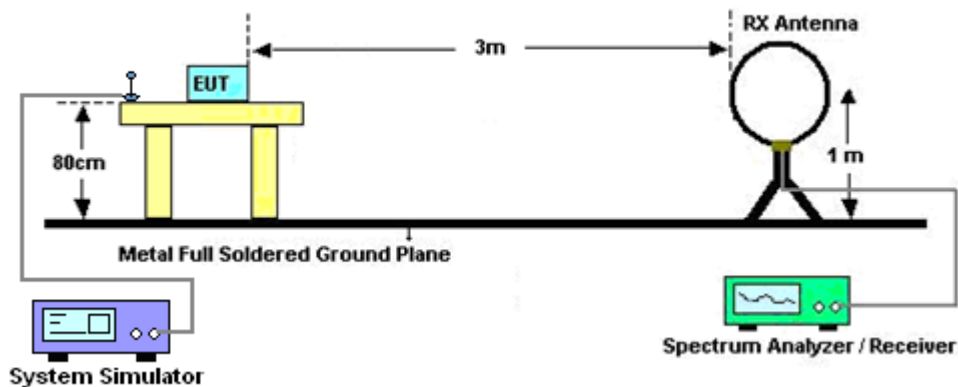 RX Antenna
3m
EUT
80cm
1 m
Metal Full Soldered Ground Plane
System Simulator
Spectrum Analyzer / Receiver